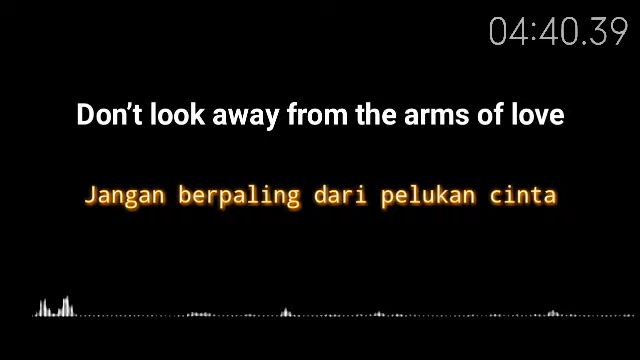 04:40.39
Don’t look away from the arms of love
Jangan berpaling dari pelukan cinta